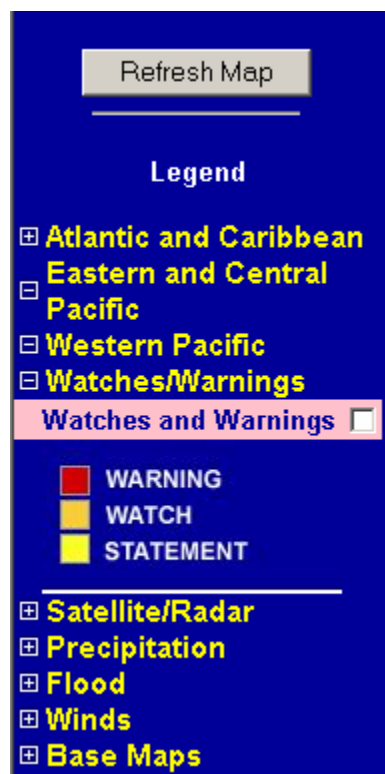 Refresh Map
Legend
Atlantic and Caribbean
Eastern and Central
Pacific
Western Pacific
Watches/Warnings
Watches and Warnings
WARNING
WATCH
STATEMENT
Satellite/Radar
Precipitation
Flood
Winds
Base Maps